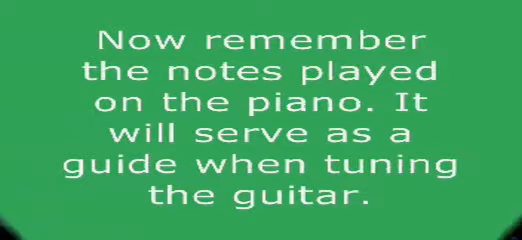 Now remember
the notes played
on the piano. It
will serve as a
guide when tuning
the guitar.